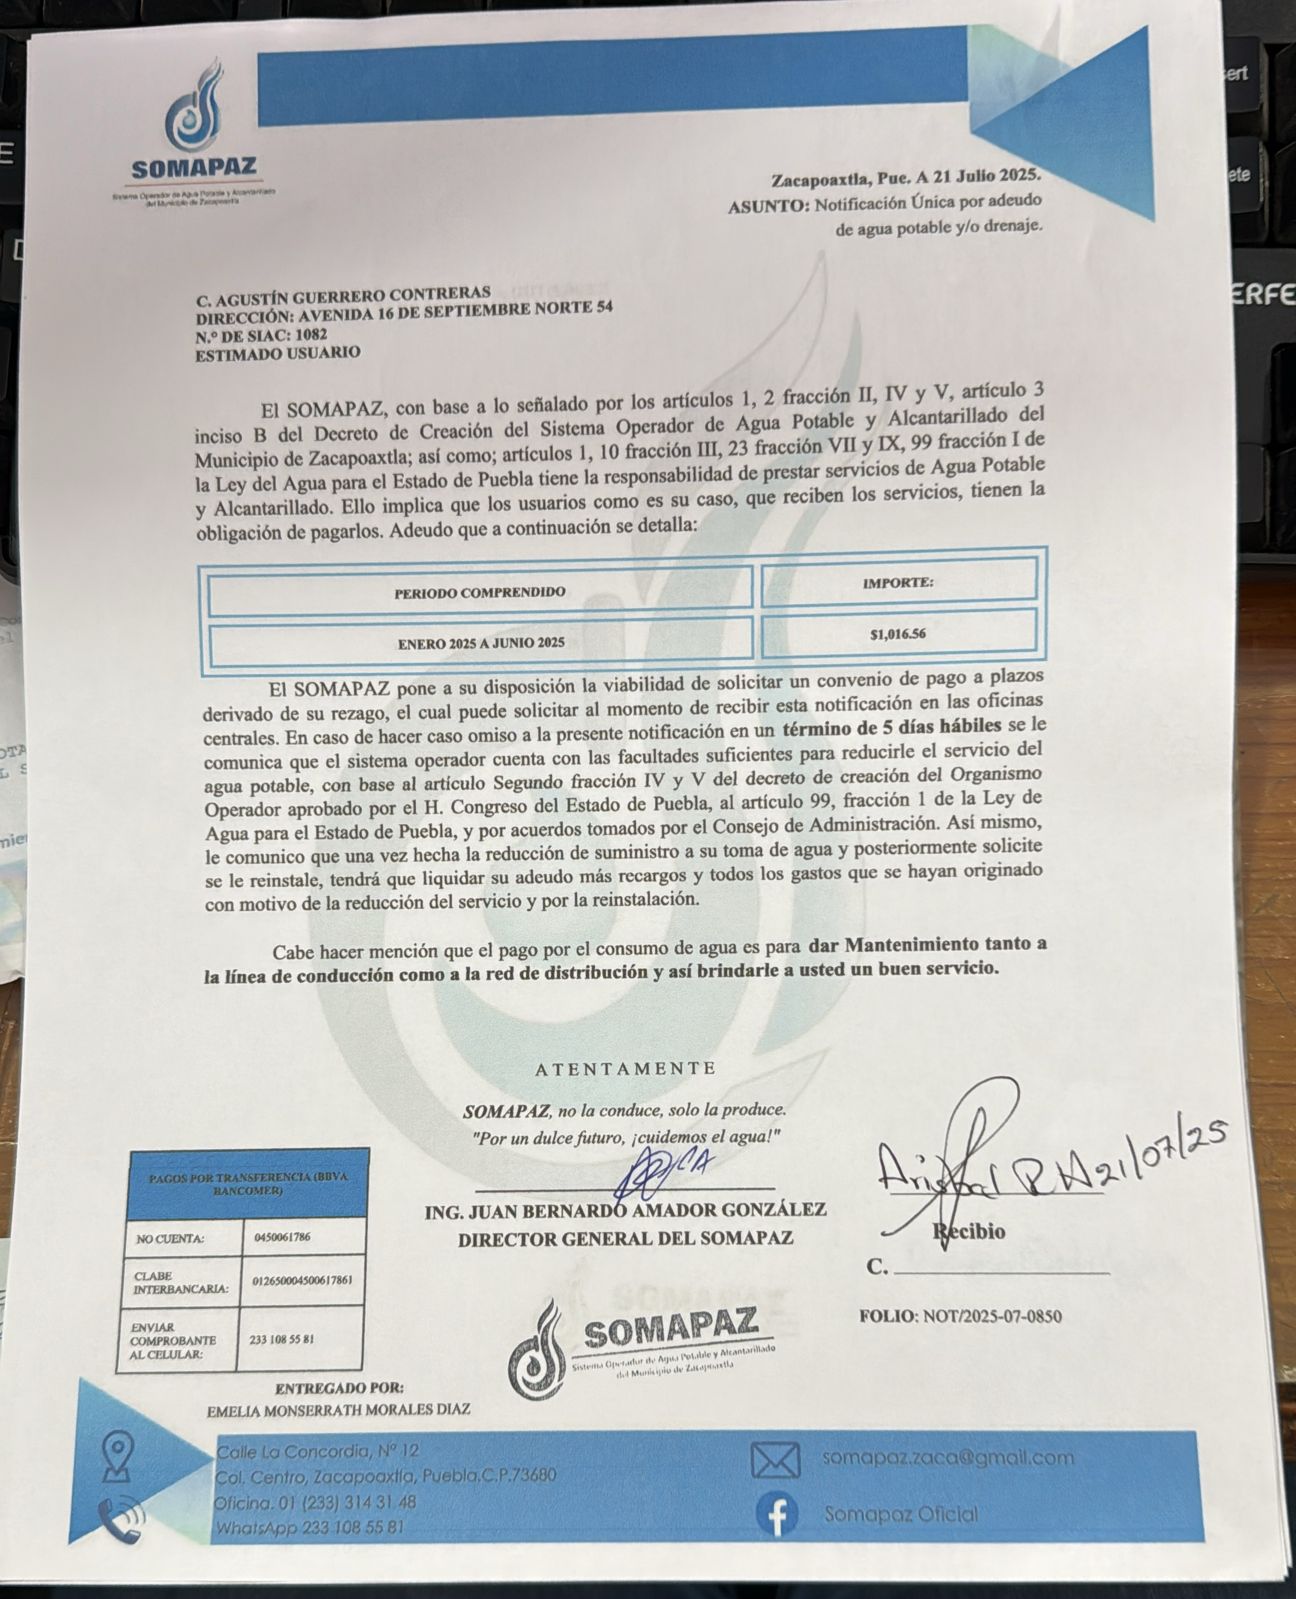 SOMAPAZ
Sistema Operador de Agua Potable y Alcantarillado
del Municipio de Zacapoaxtla
Zacapoaxtla, Pue. A 21 Julio 2025.
ASUNTO: Notificación Única por adeudo
de agua potable y/o drenaje.
C. AGUSTÍN GUERRERO CONTRERAS
DIRECCIÓN: AVENIDA 16 DE SEPTIEMBRE NORTE 54
N.º DE SIAC: 1082
ESTIMADO USUARIO
El SOMAPAZ, con base a lo señalado por los artículos 1, 2 fracción II, IV y V, artículo 3
inciso B del Decreto de Creación del Sistema Operador de Agua Potable y Alcantarillado del
Municipio de Zacapoaxtla; así como; artículos 1, 10 fracción III, 23 fracción VII y IX, 99 fracción I de
la Ley del Agua para el Estado de Puebla tiene la responsabilidad de prestar servicios de Agua Potable
y Alcantarillado. Ello implica que los usuarios como es su caso, que reciben los servicios, tienen la
obligación de pagarlos. Adeudo que a continuación se detalla:
PERIODO COMPRENDIDO
IMPORTE:
ENERO 2025 A JUNIO 2025
$1,016.56
El SOMAPAZ pone a su disposición la viabilidad de solicitar un convenio de pago a plazos
derivado de su rezago, el cual puede solicitar al momento de recibir esta notificación en las oficinas
centrales. En caso de hacer caso omiso a la presente notificación en un término de 5 días hábiles se le
comunica que el sistema operador cuenta con las facultades suficientes para reducirle el servicio del
agua potable, con base al artículo Segundo fracción IV y V del decreto de creación del Organismo
Operador aprobado por el H. Congreso del Estado de Puebla, al artículo 99, fracción 1 de la Ley de
Agua para el Estado de Puebla, y por acuerdos tomados por el Consejo de Administración. Así mismo,
le comunico que una vez hecha la reducción de suministro a su toma de agua y posteriormente solicite
se le reinstale, tendrá que liquidar su adeudo más recargos y todos los gastos que se hayan originado
con motivo de la reducción del servicio y por la reinstalación.
Cabe hacer mención que el pago por el consumo de agua es para dar Mantenimiento tanto a
la línea de conducción como a la red de distribución y así brindarle a usted un buen servicio.
ATENTAMENTE
SOMAPAZ, no la conduce, solo la produce.
"Por un dulce futuro, ¡cuidemos el agua!"
ING. JUAN BERNARDO AMADOR GONZÁLEZ
DIRECTOR GENERAL DEL SOMAPAZ
21/07/25
Recibio
C.
FOLIO: NOT/2025-07-0850
PAGOS POR TRANSFERENCIA (BBVA
BANCOMER)
NO CUENTA:
0450061786
CLABE
INTERBANCARIA:
012650004500617861
ENVIAR
COMPROBANTE
AL CELULAR:
233 108 55 81
SOMAPAZ
Sistema Operador de Agua Potable y Alcantarillado
del Municipio de Zacapoaxtla
ENTREGADO POR:
EMELIA MONSERRATH MORALES DIAZ
Calle La Concordia, Nº 12
Col. Centro, Zacapoaxtla, Puebla.C.P.73680
Oficina. 01 (233) 314 31 48
WhatsApp 233 108 55 81
somapaz.zaca@gmail.com
Somapaz Oficial